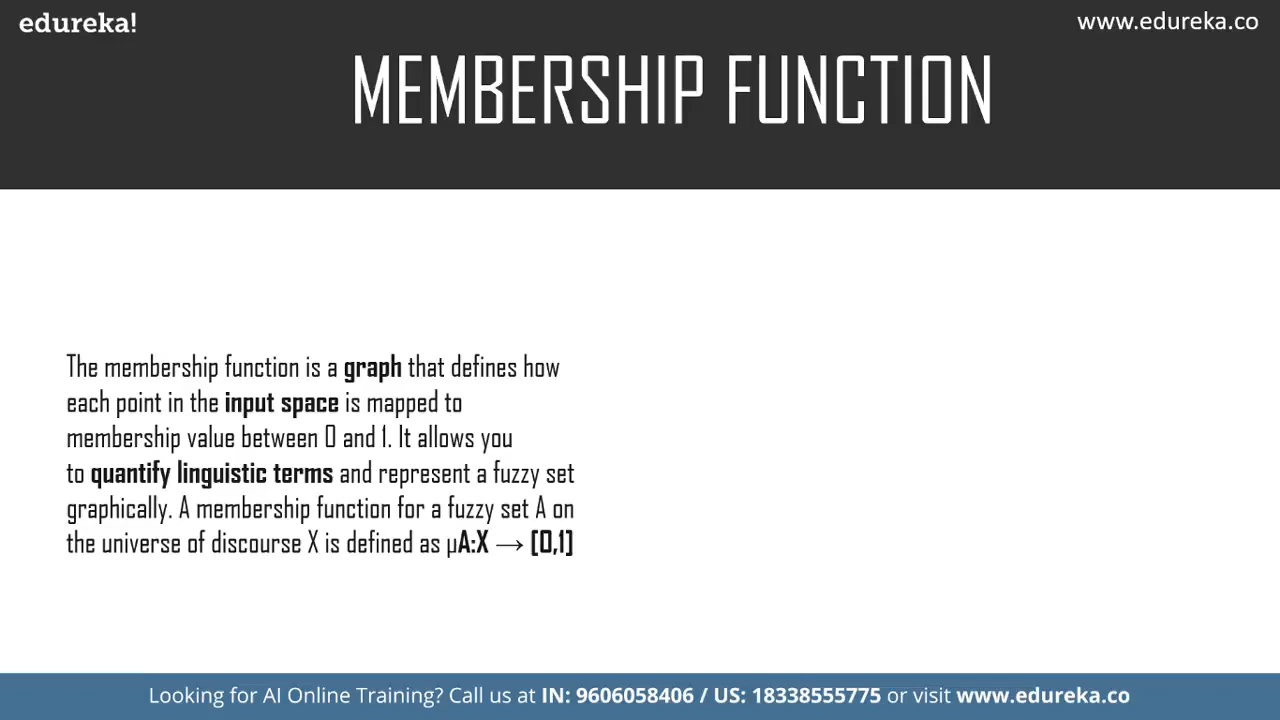 edureka!
www.edureka.co
MEMBERSHIP FUNCTION
The membership function is a graph that defines how
each point in the input space is mapped to
membership value between 0 and 1. It allows you
to quantify linguistic terms and represent a fuzzy set
graphically. A membership function for a fuzzy set A on
the universe of discourse X is defined as µA:X → [0,1]
Looking for AI Online Training? Call us at IN: 9606058406 / US: 18338555775 or visit www.edureka.co